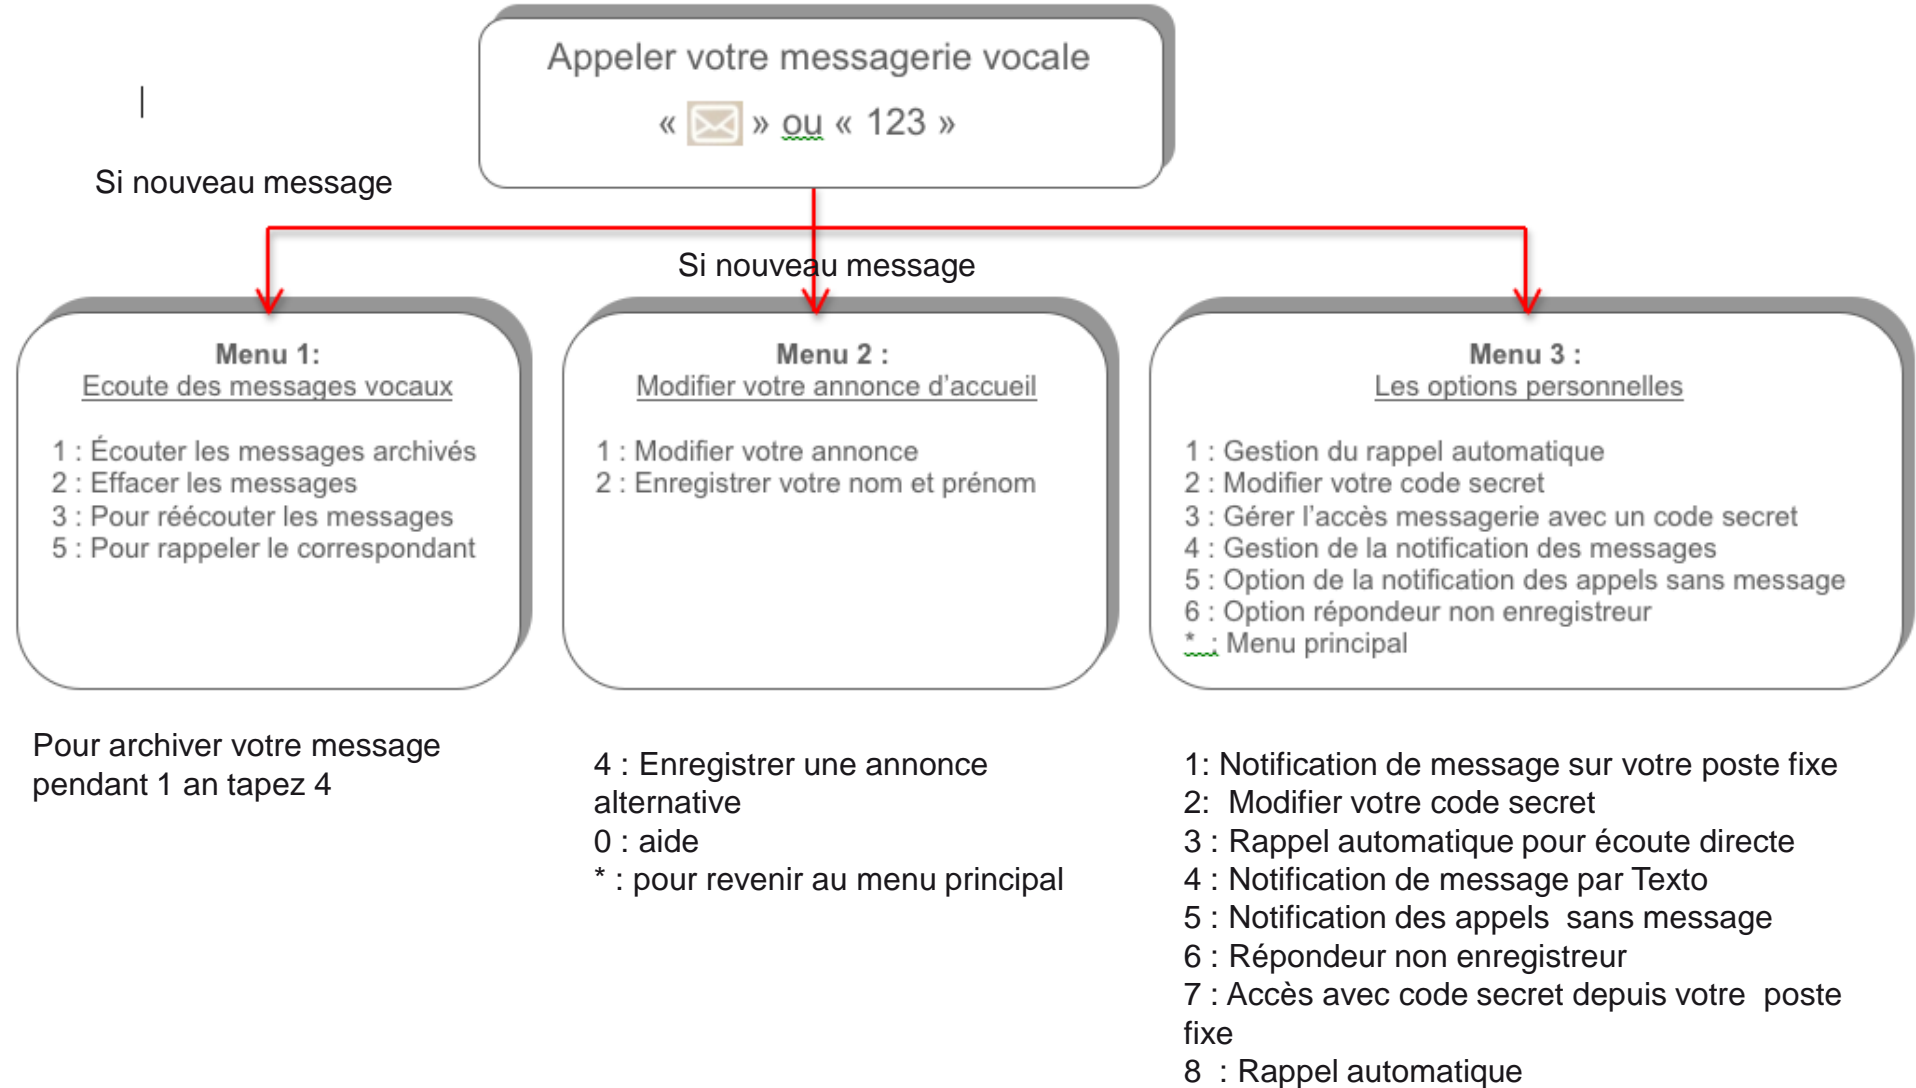 Appeler votre messagerie vocale
« » ou « 123 »
|
Si nouveau message
Si nouveau message
Menu 1:
Ecoute des messages vocaux
1 : Écouter les messages archivés
2 : Effacer les messages
3 : Pour réécouter les messages
5 : Pour rappeler le correspondant
Menu 2 :
Modifier votre annonce d’accueil
1 : Modifier votre annonce
2 : Enregistrer votre nom et prénom
Menu 3 :
Les options personnelles
1 : Gestion du rappel automatique
2 : Modifier votre code secret
3 : Gérer l’accès messagerie avec un code secret
4 : Gestion de la notification des messages
5 : Option de la notification des appels sans message
6 : Option répondeur non enregistreur
* : Menu principal
Pour archiver votre message
pendant 1 an tapez 4
4 : Enregistrer une annonce
alternative
0 : aide
* : pour revenir au menu principal
1: Notification de message sur votre poste fixe
2: Modifier votre code secret
3 : Rappel automatique pour écoute directe
4 : Notification de message par Texto
5 : Notification des appels sans message
6 : Répondeur non enregistreur
7 : Accès avec code secret depuis votre poste
fixe
8 : Rappel automatique